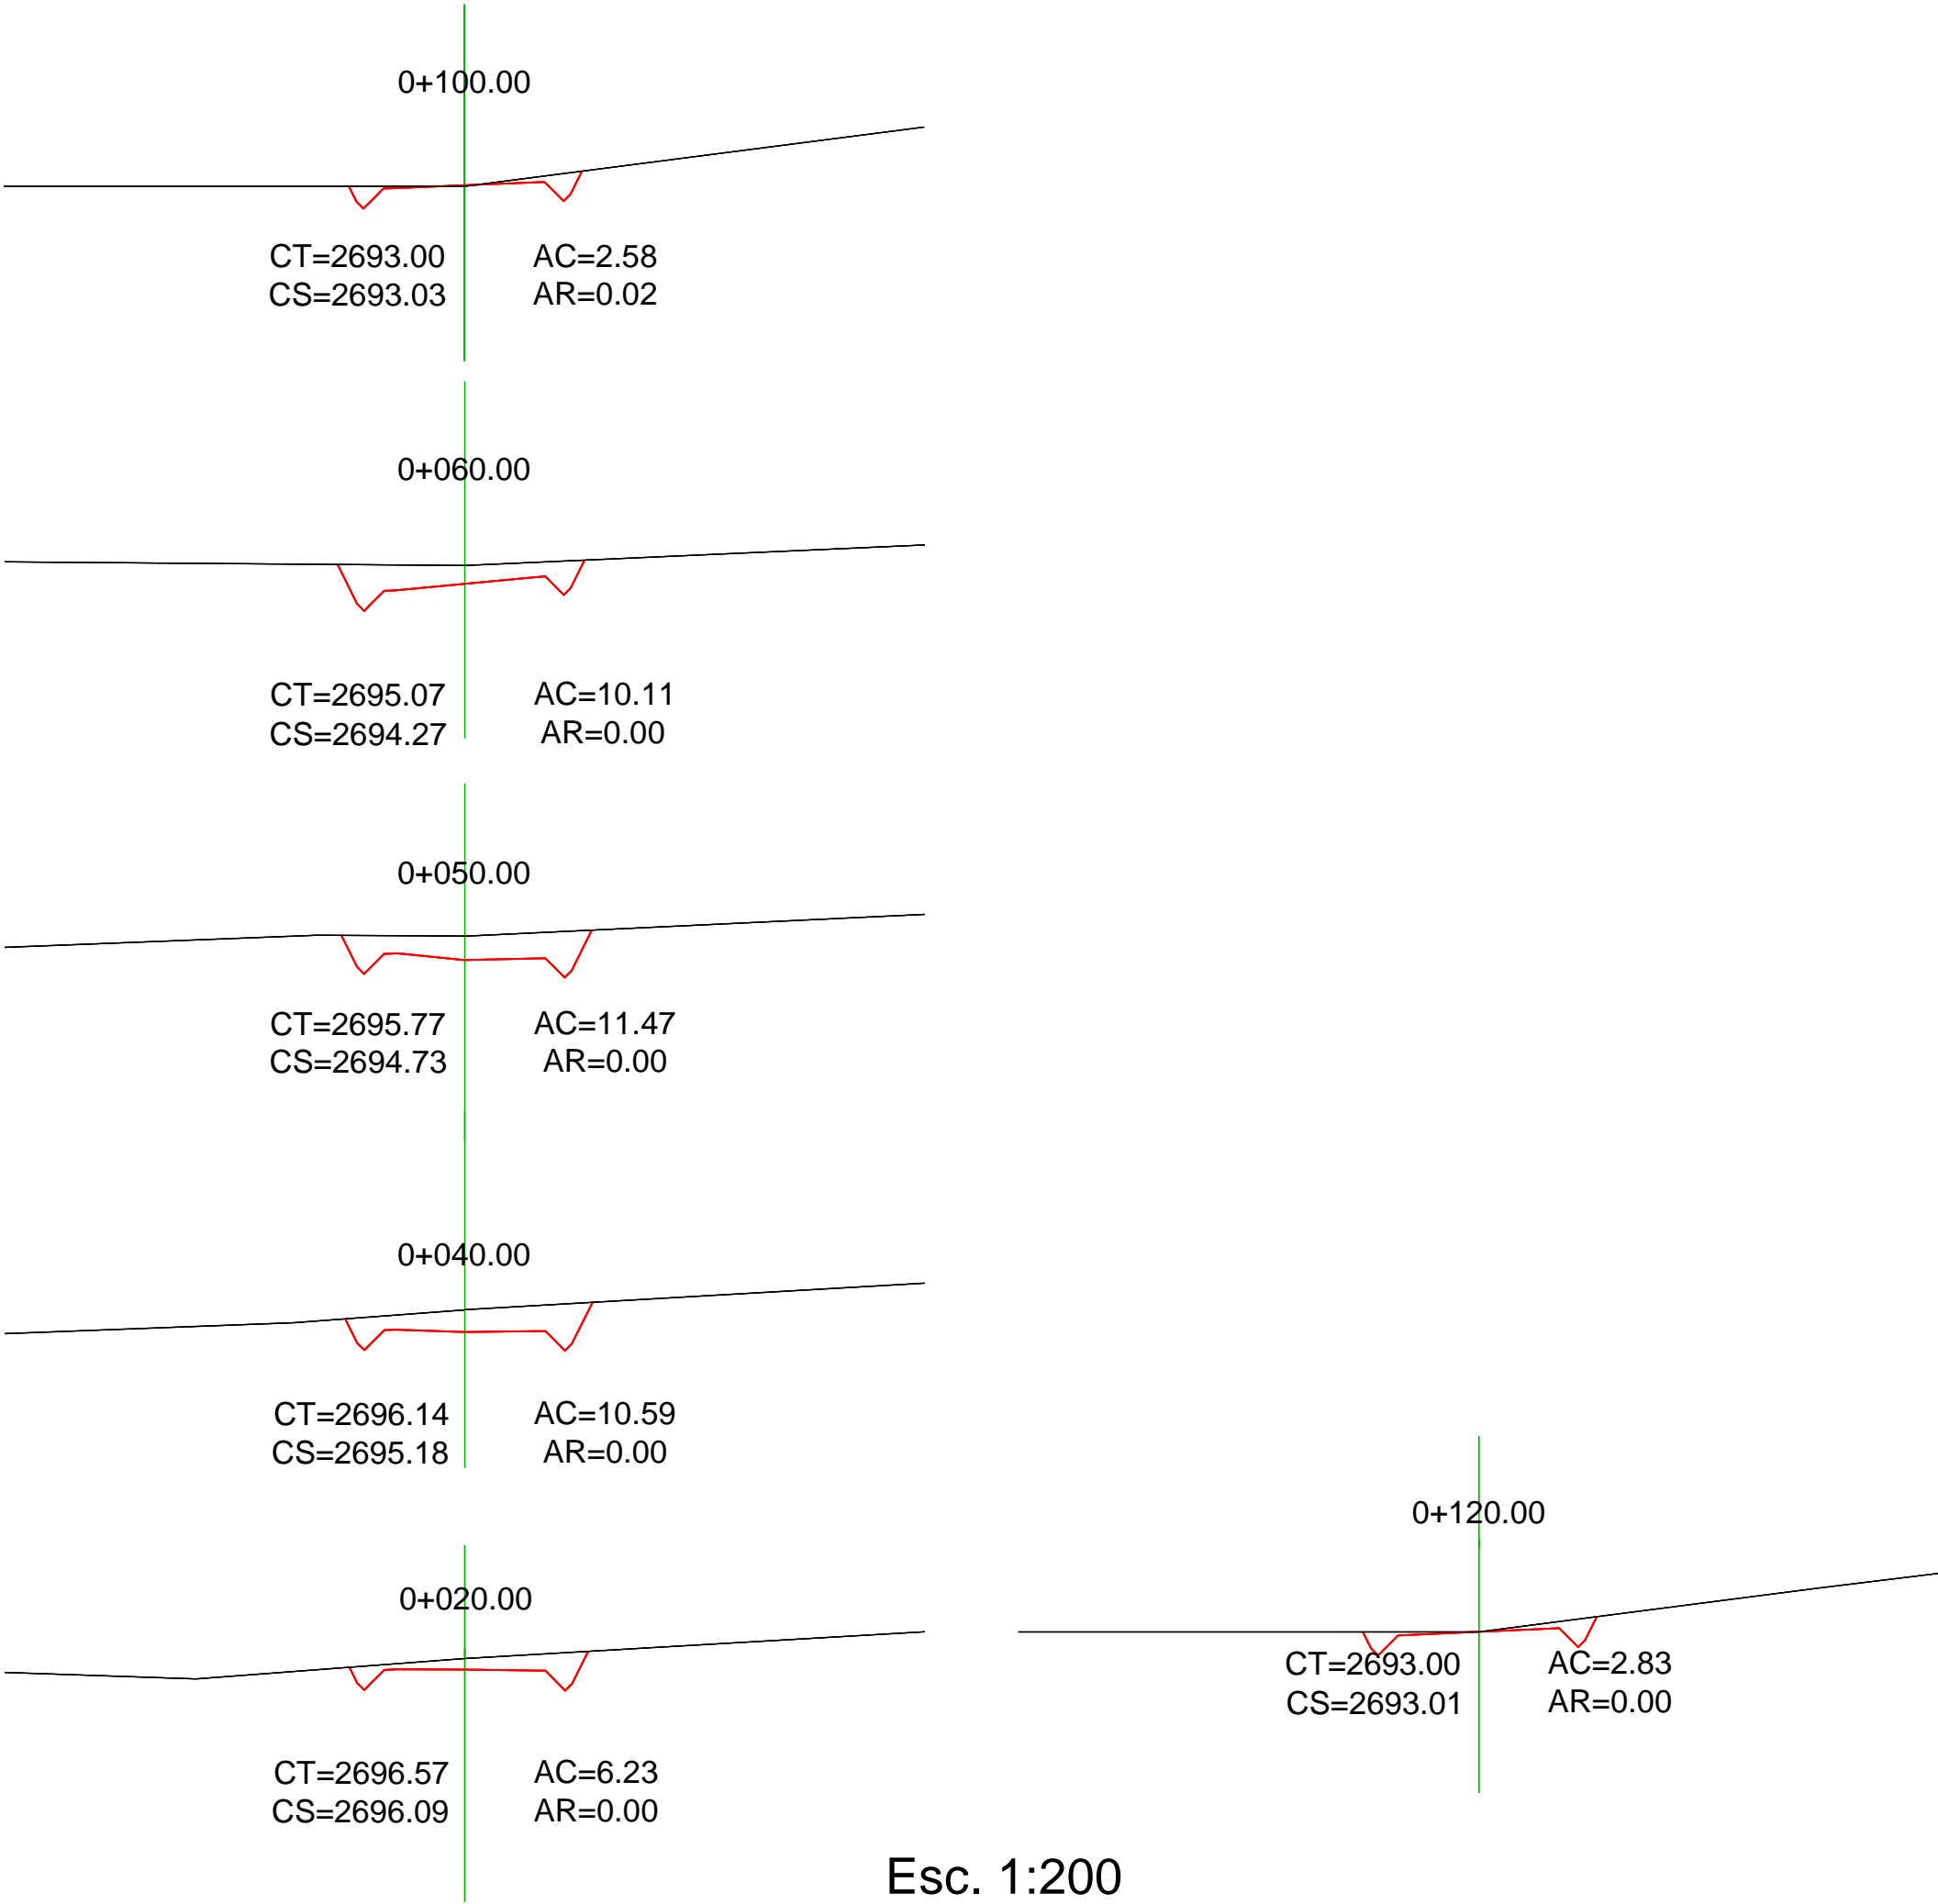 0+100.00
CT=2693.00 AC=2.58
CS=2693.03 AR=0.02
0+060.00
CT=2695.07 AC=10.11
CS=2694.27 AR=0.00
0+050.00
CT=2695.77 AC=11.47
CS=2694.73 AR=0.00
0+040.00
CT=2696.14 AC=10.59
CS=2695.18 AR=0.00
0+020.00
CT=2696.57 AC=6.23
CS=2696.09 AR=0.00
0+120.00
CT=2693.00 AC=2.83
CS=2693.01 AR=0.00
Esc. 1:200